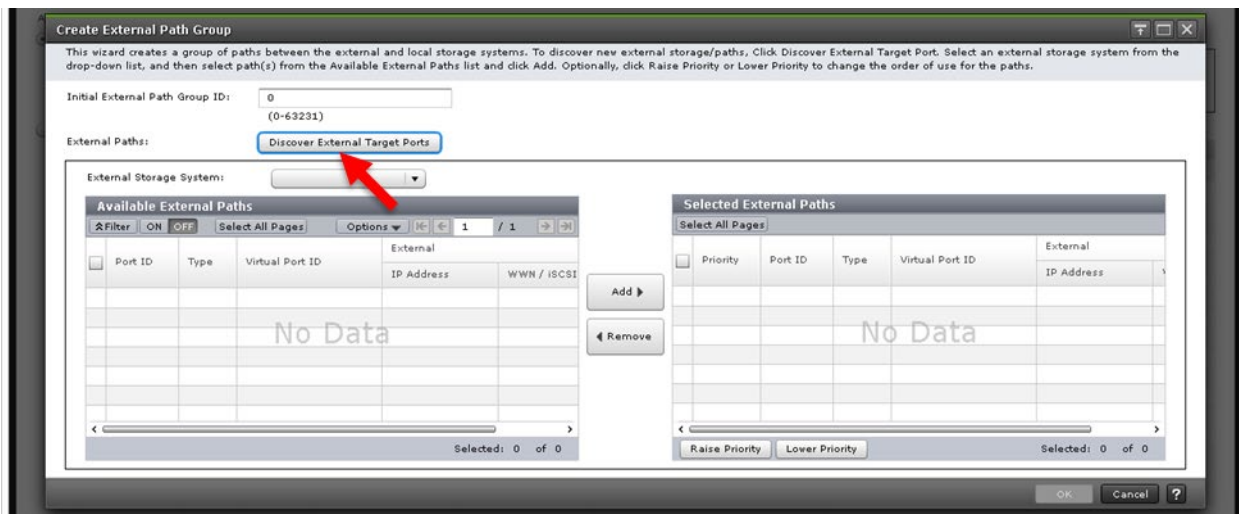 Create External Path Group
This wizard creates a group of paths between the external and local storage systems. To discover new external storage/paths, Click Discover External Target Port. Select an external storage system from the
drop-down list, and then select path(s) from the Available External Paths list and click Add. Optionally, click Raise Priority or Lower Priority to change the order of use for the paths.
Initial External Path Group ID: 0
(0-63231)
External Paths: Discover External Target Ports
External Storage System:
Available External Paths
Filter ON OFF Select All Pages Options 1 / 1
Port ID Type Virtual Port ID External
IP Address WWN / iSCSI
No Data
Selected: 0 of 0
Add
Remove
Selected External Paths
Select All Pages
Priority Port ID Type Virtual Port ID External
IP Address
No Data
Raise Priority Lower Priority Selected: 0 of 0
OK Cancel ?